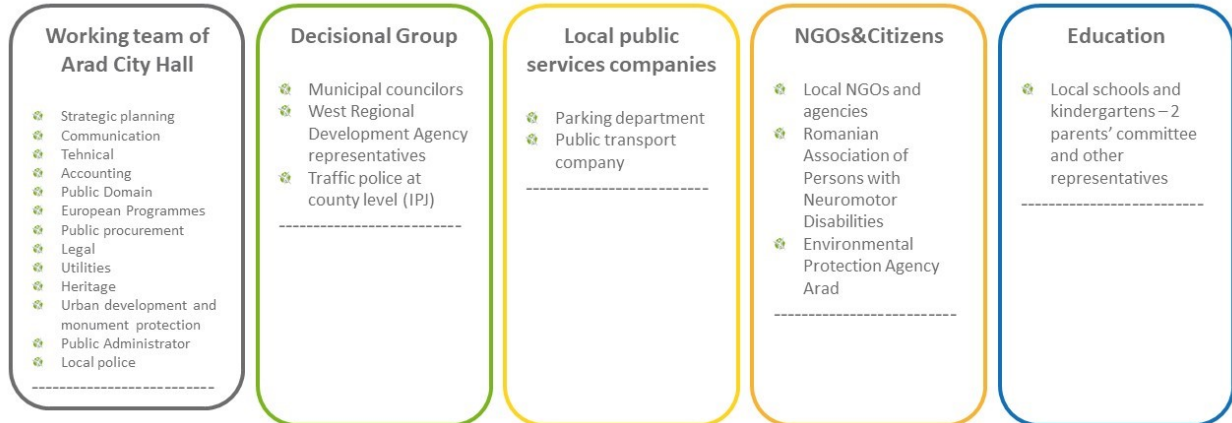 Working team of
Arad City Hall
Strategic planning
Communication
Tehnical
Accounting
Public Domain
European Programmes
Public procurement
Legal
Utilities
Heritage
Urban development and
monument protection
Public Administrator
Local police
--------------------------
Decisional Group
Municipal councilors
West Regional
Development Agency
representatives
Traffic police at
county level (IPJ)
--------------------------
Local public
services companies
Parking department
Public transport
company
--------------------------
NGOs&Citizens
Local NGOs and
agencies
Romanian
Association of
Persons with
Neuromotor
Disabilities
Environmental
Protection Agency
Arad
--------------------------
Education
Local schools and
kindergartens – 2
parents’ committee
and other
representatives
--------------------------